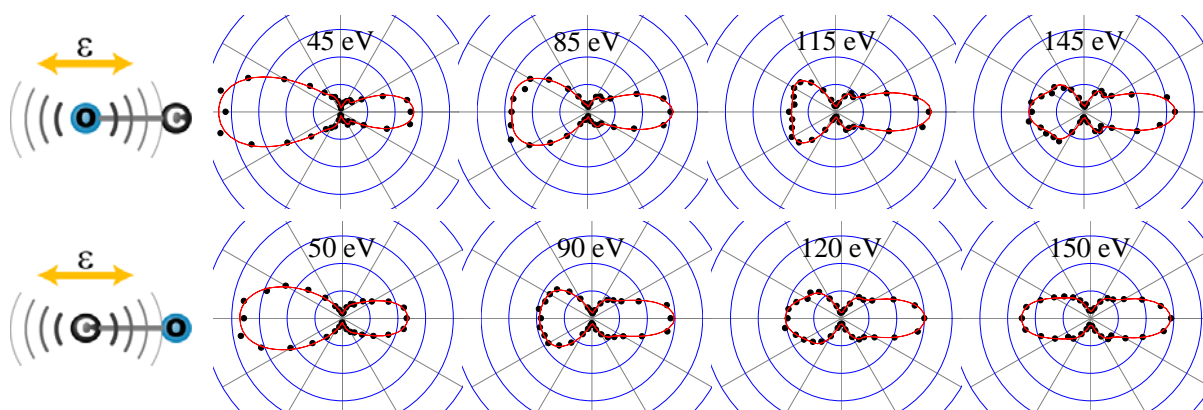 ε
45 eV 85 eV 115 eV 145 eV
O C
ε
50 eV 90 eV 120 eV 150 eV
C O